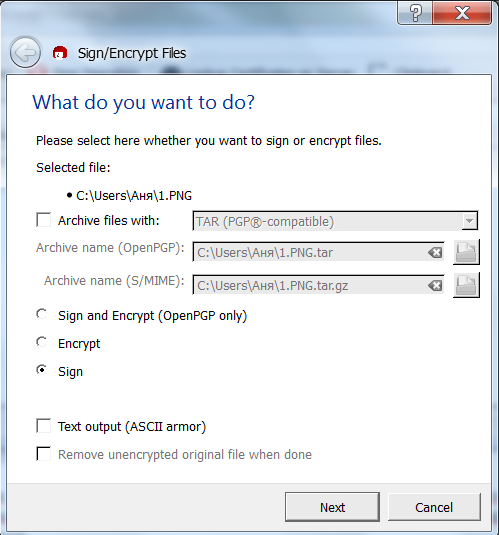 Sign/Encrypt Files
What do you want to do?
Please select here whether you want to sign or encrypt files.
Selected file:
• C:\Users\Аня\1.PNG
Archive files with: TAR (PGP®-compatible)
Archive name (OpenPGP): C:\Users\Аня\1.PNG.tar
Archive name (S/MIME): C:\Users\Аня\1.PNG.tar.gz
Sign and Encrypt (OpenPGP only)
Encrypt
Sign
Text output (ASCII armor)
Remove unencrypted original file when done
Next Cancel